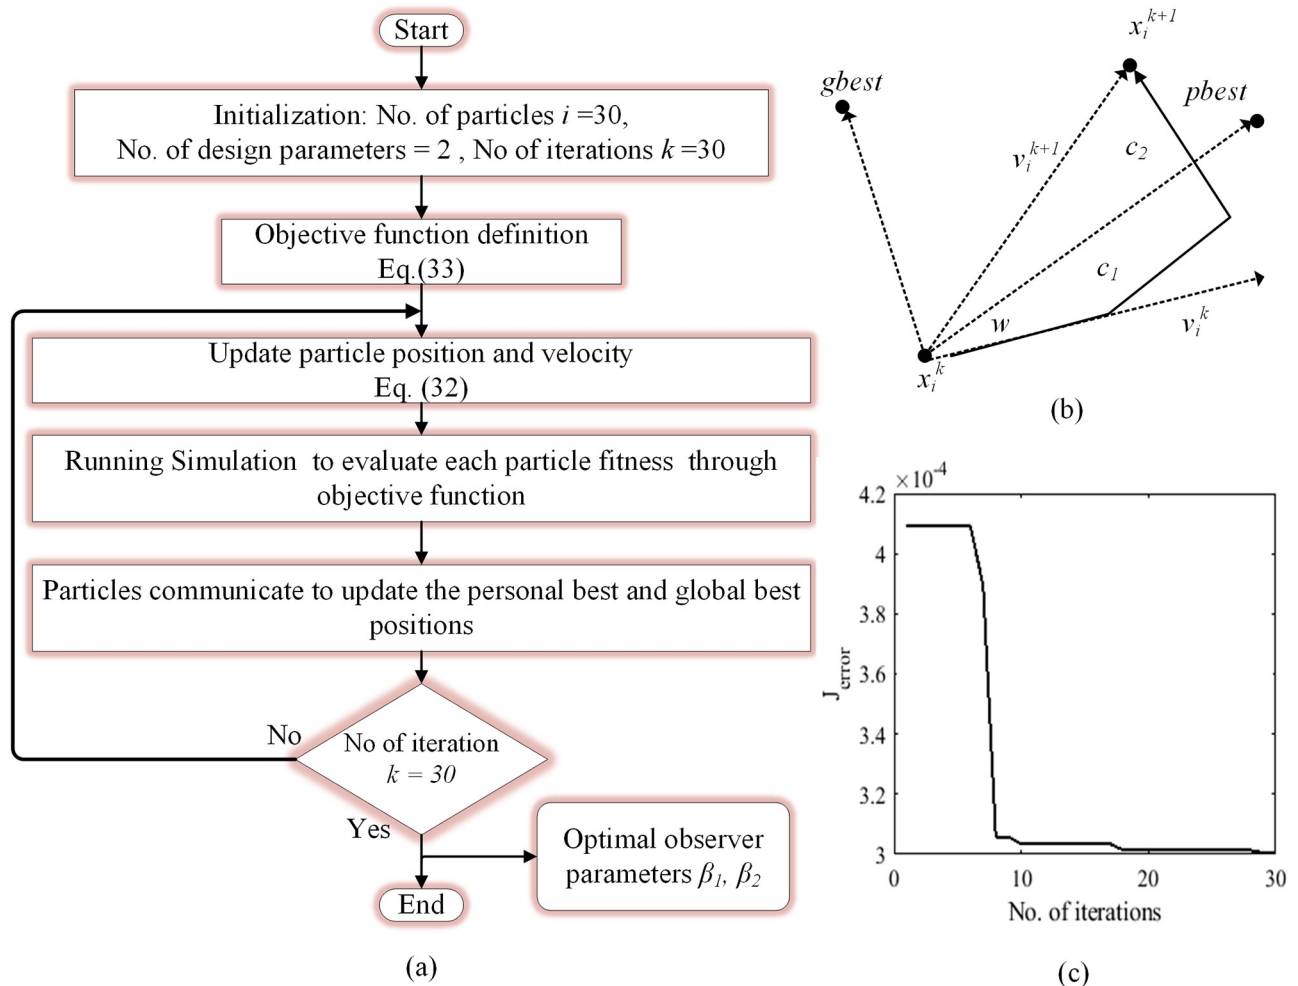 Start
Initialization: No. of particles i =30,
No. of design parameters = 2 , No of iterations k =30
Objective function definition
Eq.(33)
Update particle position and velocity
Eq. (32)
Running Simulation to evaluate each particle fitness through
objective function
Particles communicate to update the personal best and global best
positions
No
No of iteration
k = 30
Yes
Optimal observer
parameters β1, β2
End
(a)
x_i^{k+1}
gbest
pbest
v_i^{k+1}
c_2
c_1
w
v_i^k
x_i^k
(b)
×10^{-4}
4.2
4
3.8
3.6
3.4
3.2
3
J_error
0
10
20
30
No. of iterations
(c)